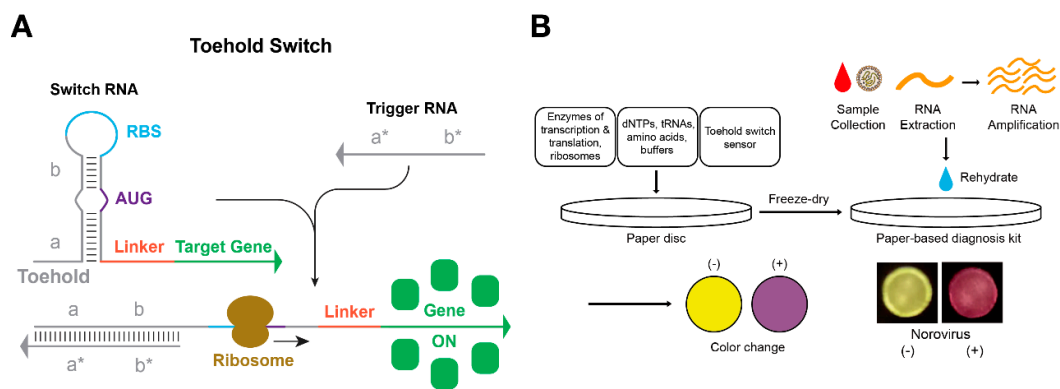 A
Toehold Switch
Switch RNA
RBS
Trigger RNA
a* b*
b
AUG
a
Linker Target Gene
Toehold
a b
Linker
Gene
ON
a* b*
Ribosome
B
Sample
Collection
RNA
Extraction
RNA
Amplification
Enzymes of
transcription &
translation,
ribosomes
dNTPs, tRNAs,
amino acids,
buffers
Toehold switch
sensor
Rehydrate
Freeze-dry
Paper disc
Paper-based diagnosis kit
(-) (+)
Color change
Norovirus
(-) (+)